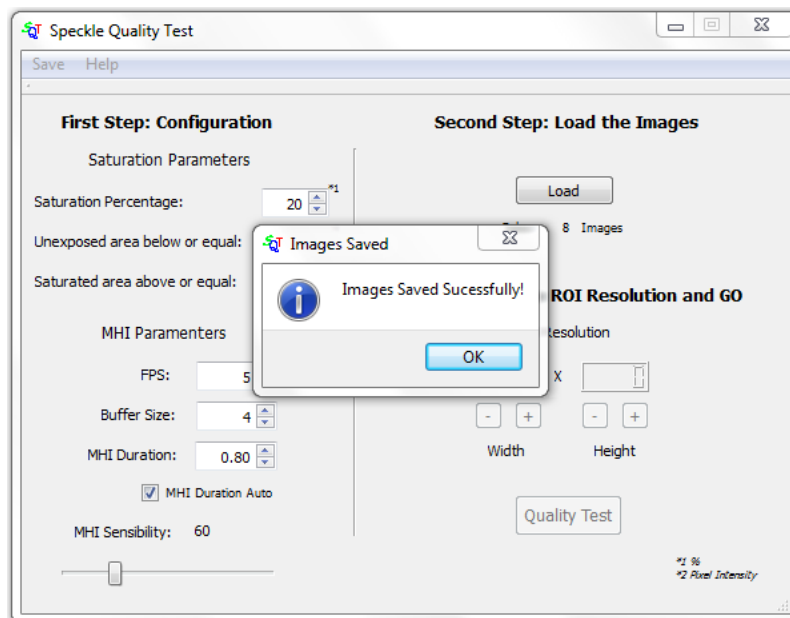 SQT Speckle Quality Test
Save Help
First Step: Configuration
Second Step: Load the Images
Saturation Parameters
Load
Saturation Percentage: 20 *1
8 Images
Unexposed area below or equal:
Saturated area above or equal:
SQT Images Saved
Images Saved Sucessfully!
OK
ROI Resolution and GO
MHI Paramenters
Resolution
FPS: 5
X 0
Buffer Size: 4
- + - +
MHI Duration: 0.80
Width Height
MHI Duration Auto
MHI Sensibility: 60
Quality Test
*1 %
*2 Pixel Intensity